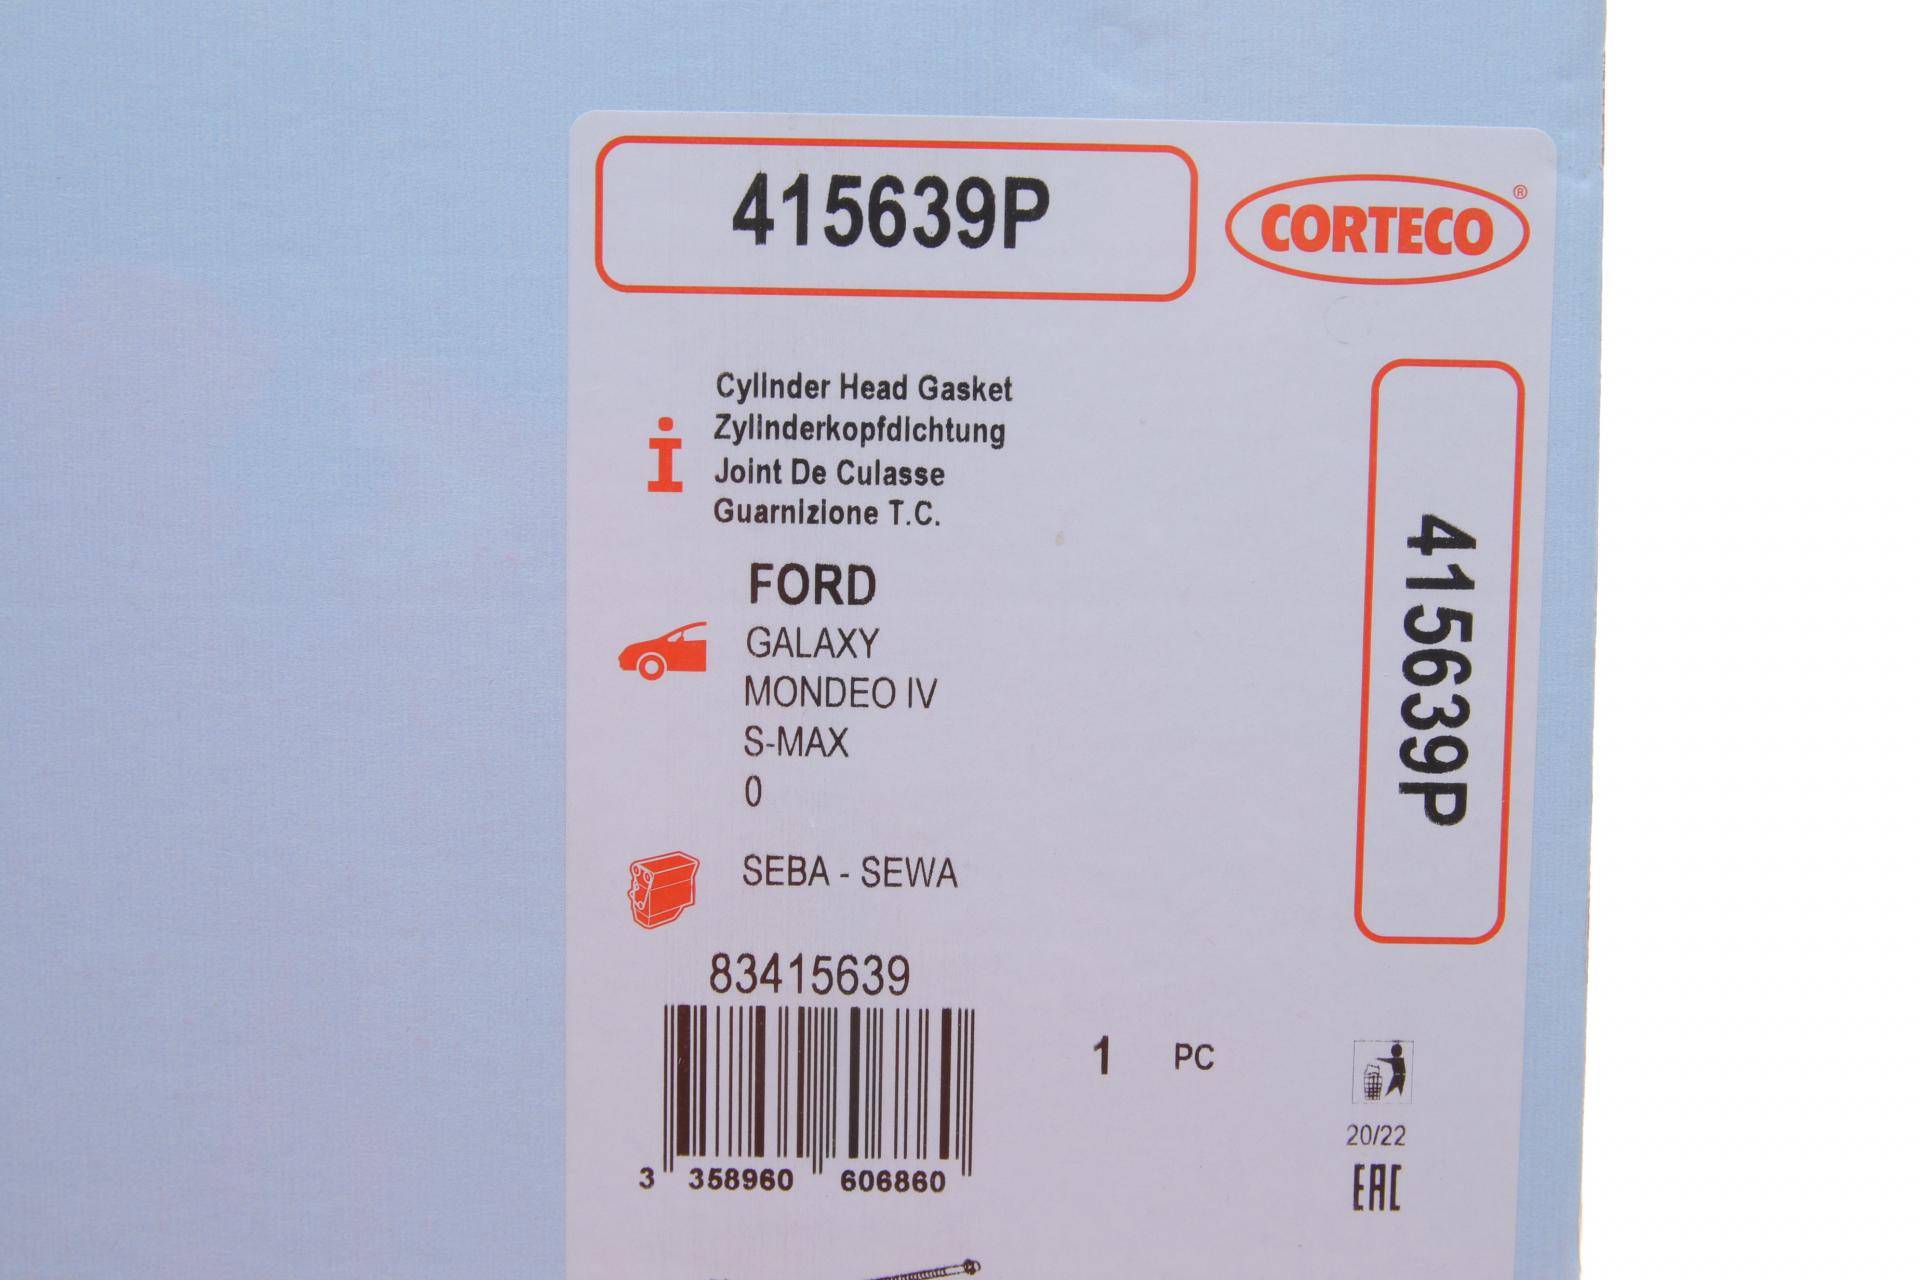 415639P
CORTECO®
Cylinder Head Gasket
Zylinderkopfdichtung
Joint De Culasse
Guarnizione T.C.
FORD
GALAXY
MONDEO IV
S-MAX
0
415639P
SEBA - SEWA
83415639
1 PC
20/22
EAC
3 358960 606860